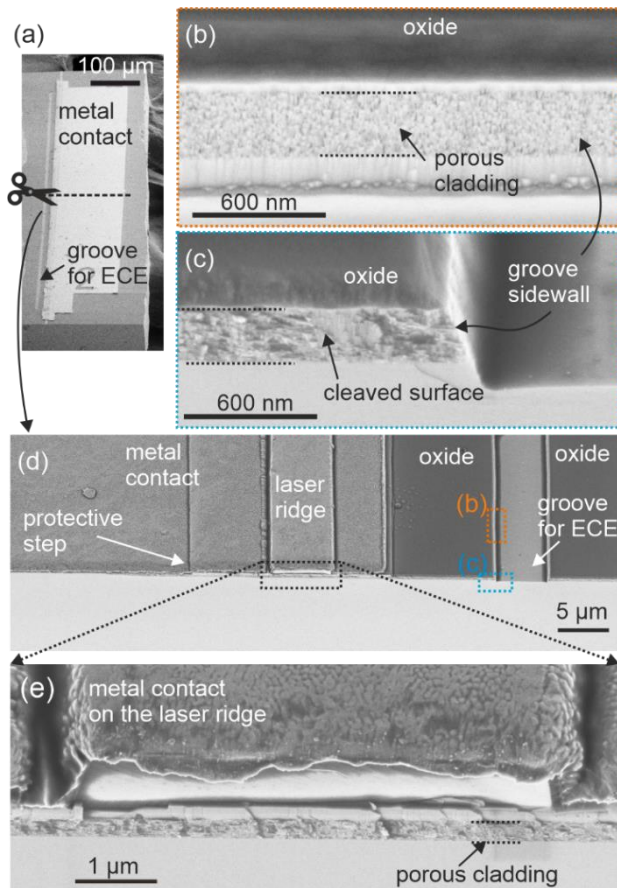 (a)
100 µm
metal
contact
groove
for ECE
(b)
oxide
porous
cladding
600 nm
(c)
oxide
groove
sidewall
cleaved surface
600 nm
(d)
metal
contact
laser
ridge
oxide
oxide
protective
step
(b)
groove
for ECE
(c)
5 µm
(e)
metal contact
on the laser ridge
1 µm
porous cladding